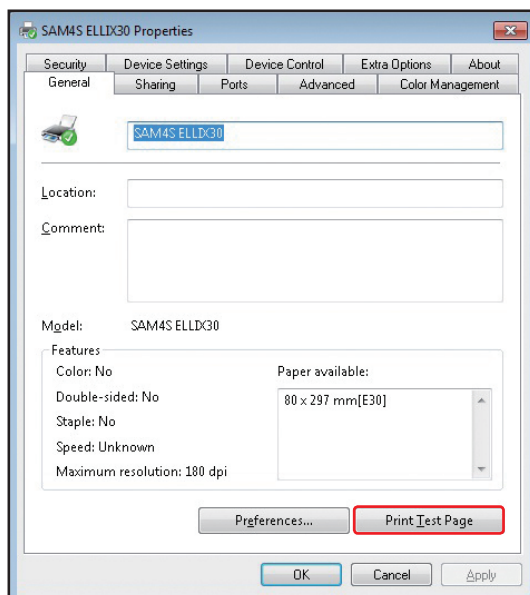 SAM4S ELLIX30 Properties
Security Device Settings Device Control Extra Options About
General Sharing Ports Advanced Color Management
SAM4S ELLIX30
Location:
Comment:
Model: SAM4S ELLIX30
Features
Color: No Paper available:
Double-sided: No 80 x 297 mm[E30]
Staple: No
Speed: Unknown
Maximum resolution: 180 dpi
Preferences... Print Test Page
OK Cancel Apply